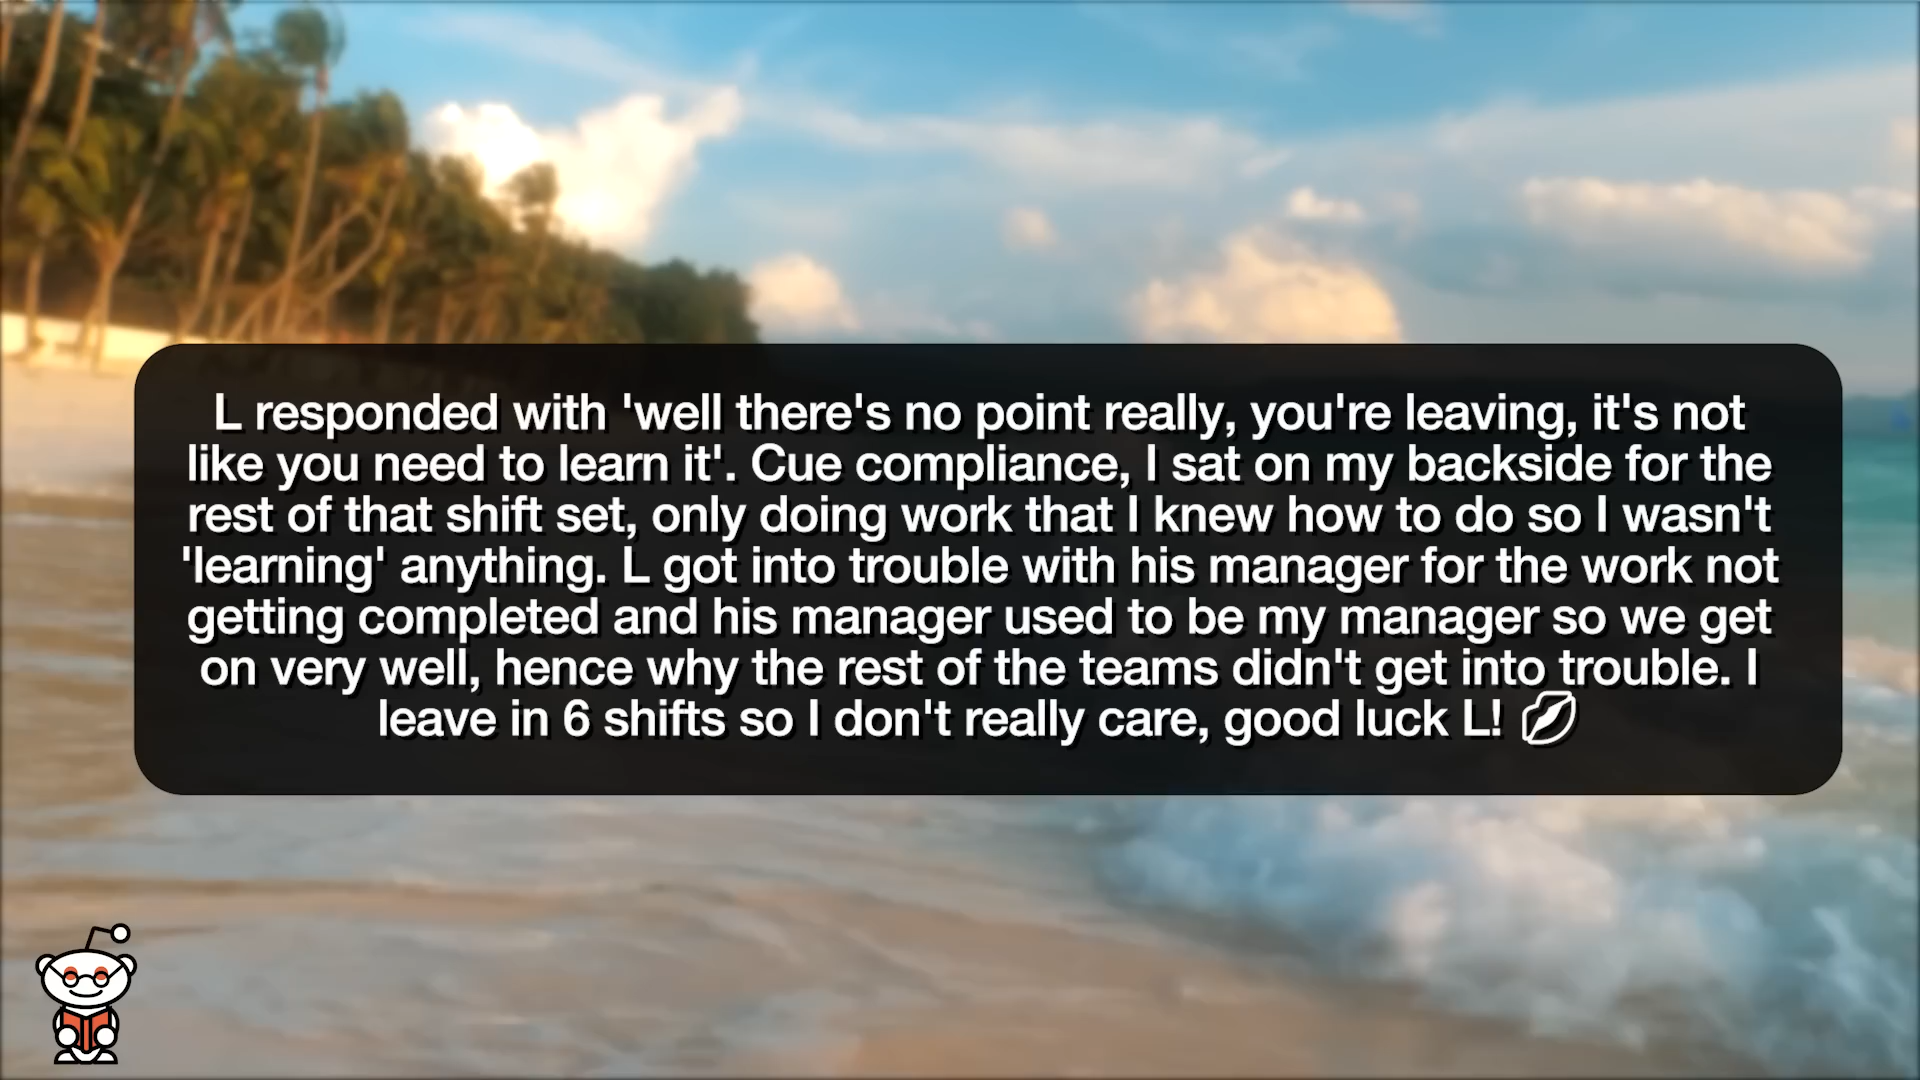 L responded with 'well there's no point really, you're leaving, it's not
like you need to learn it'. Cue compliance, I sat on my backside for the
rest of that shift set, only doing work that I knew how to do so I wasn't
'learning' anything. L got into trouble with his manager for the work not
getting completed and his manager used to be my manager so we get
on very well, hence why the rest of the teams didn't get into trouble. I
leave in 6 shifts so I don't really care, good luck L! 💋